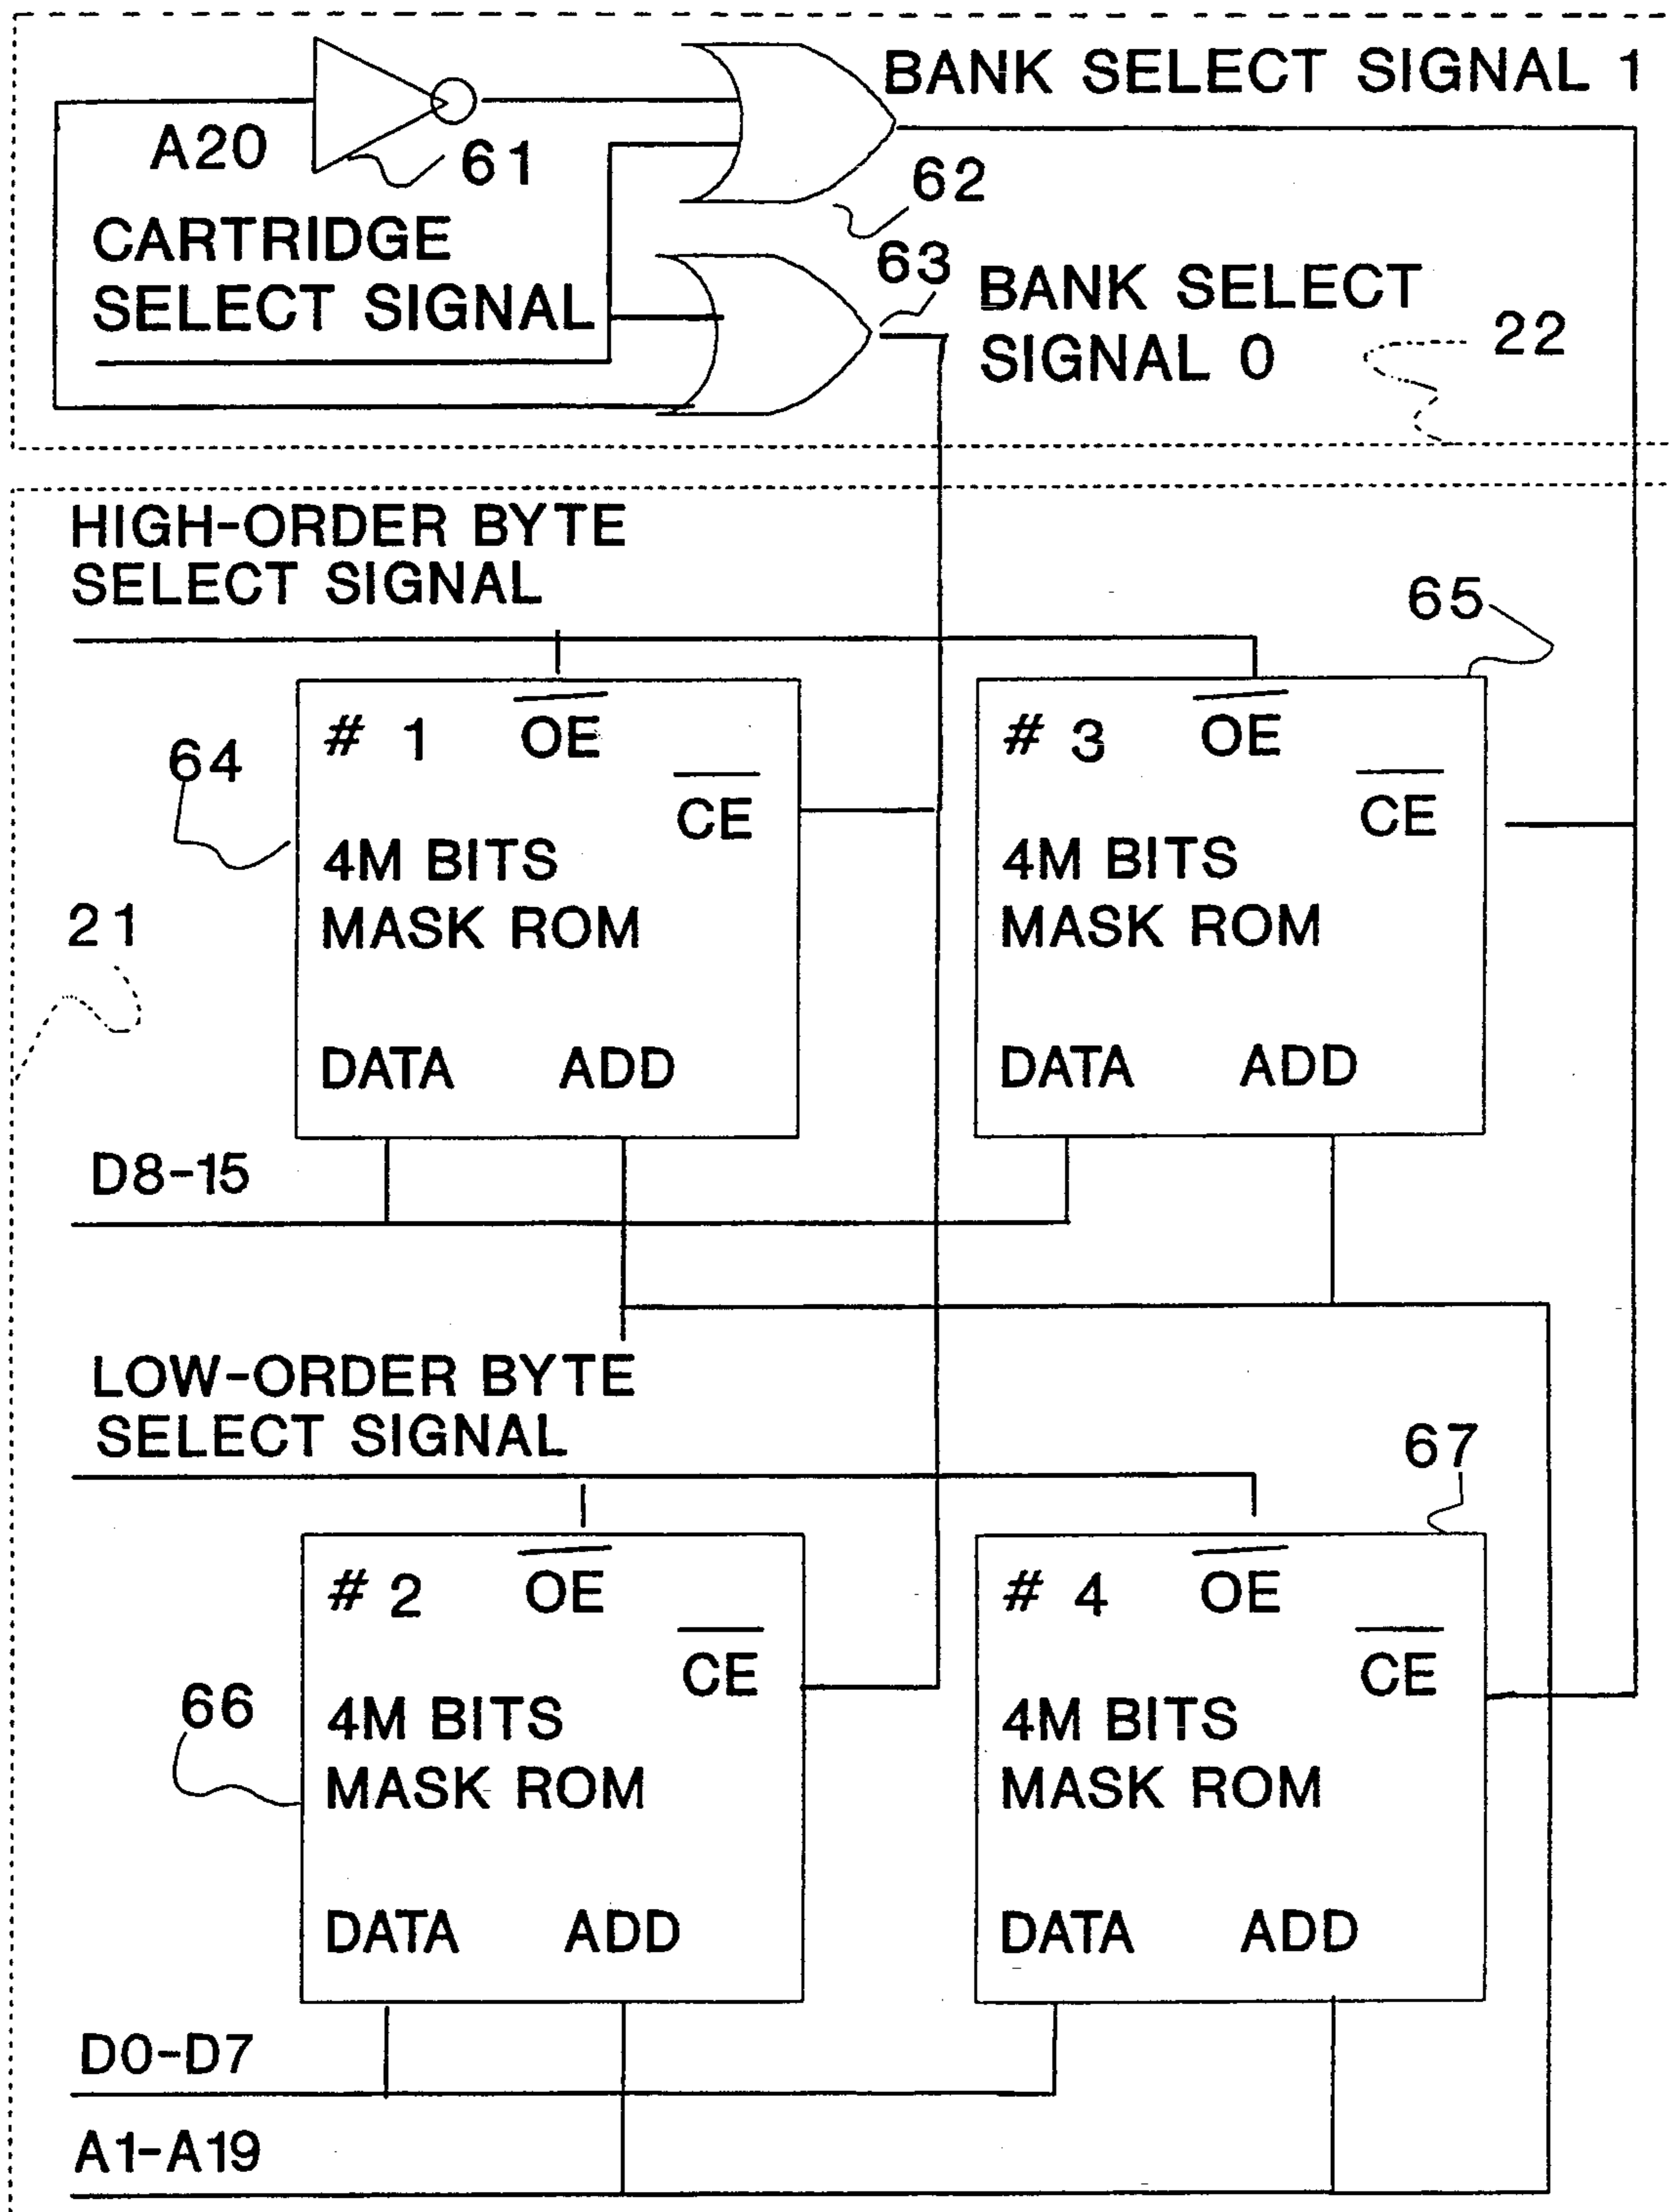 BANK SELECT SIGNAL 1
A20
61
62
CARTRIDGE
SELECT SIGNAL
63
BANK SELECT
SIGNAL 0
22
HIGH-ORDER BYTE
SELECT SIGNAL
65
# 1 OE
CE
4M BITS
MASK ROM
DATA ADD
64
# 3 OE
CE
4M BITS
MASK ROM
DATA ADD
21
D8-15
LOW-ORDER BYTE
SELECT SIGNAL
67
# 2 OE
CE
4M BITS
MASK ROM
DATA ADD
66
# 4 OE
CE
4M BITS
MASK ROM
DATA ADD
D0-D7
A1-A19